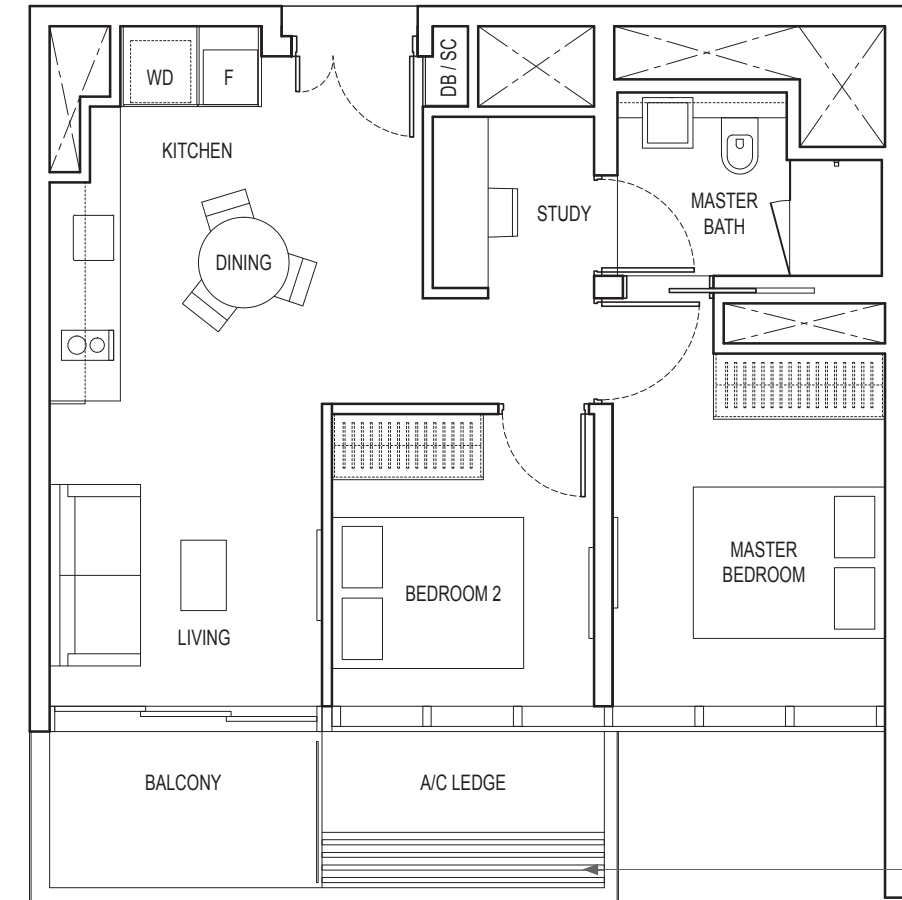 WD
F
DB / SC
KITCHEN
STUDY
MASTER
BATH
DINING
MASTER
BEDROOM
BEDROOM 2
LIVING
BALCONY
A/C LEDGE